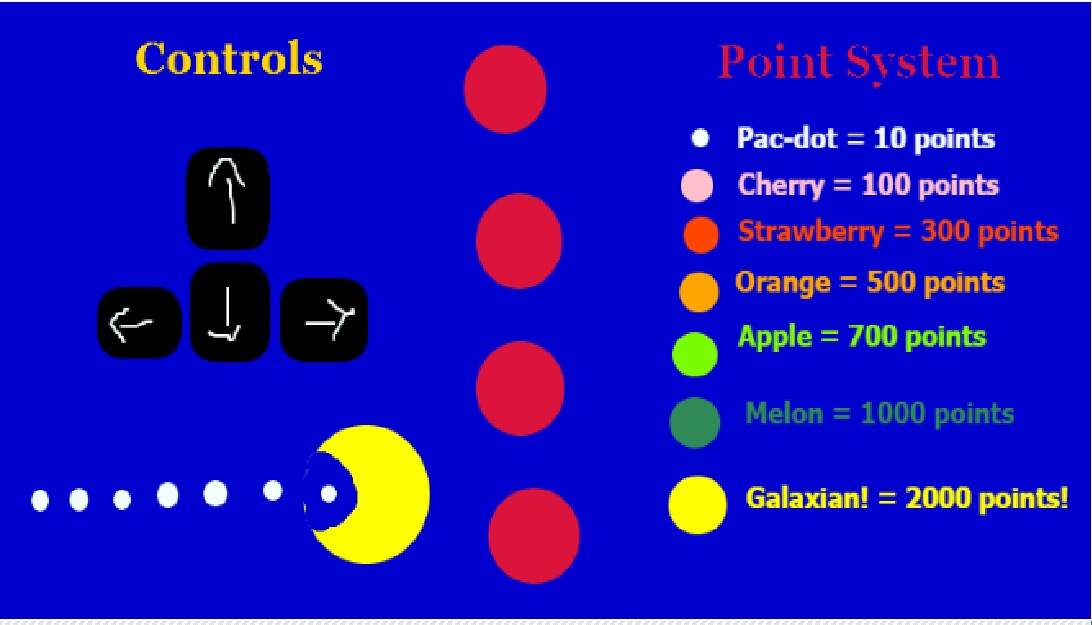 Controls
Point System
Pac-dot = 10 points
Cherry = 100 points
Strawberry = 300 points
Orange = 500 points
Apple = 700 points
Melon = 1000 points
Galaxian! = 2000 points!